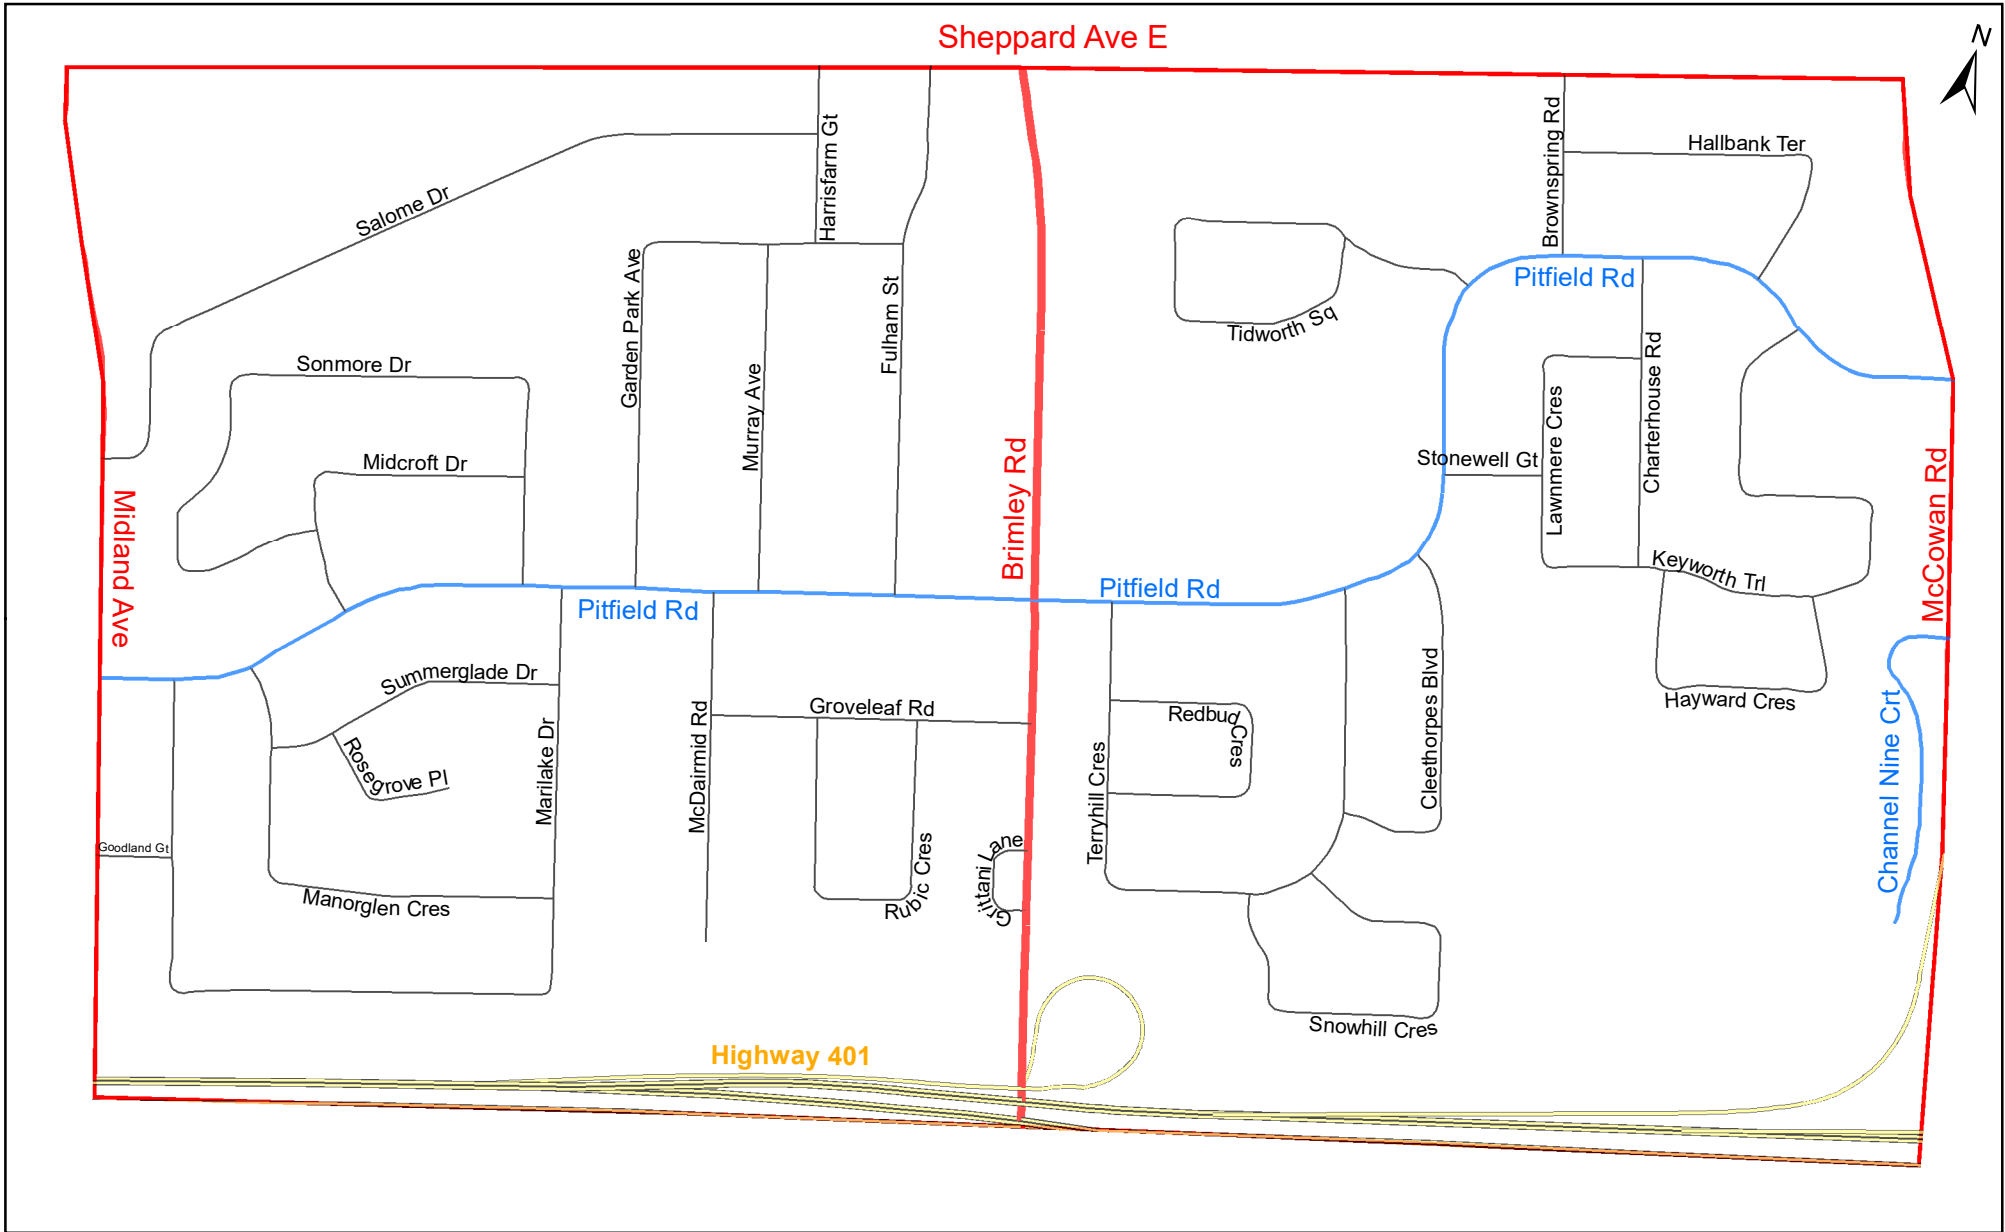 Sheppard Ave E
N
Brownspring Rd
Hallbank Ter
Harrisfarm Gt
Salome Dr
Pitfield Rd
Garden Park Ave
Fulham St
Tidworth Sq
Sonmore Dr
Murray Ave
Charterhouse Rd
Lawnmere Cres
Midcroft Dr
Stonewell Gt
Brimley Rd
McCowan Rd
Midland Ave
Keyworth Trl
Pitfield Rd
Pitfield Rd
Summerglade Dr
Cleethorpes Blvd
Hayward Cres
Groveleaf Rd
Redbud Cres
McDairmid Rd
Marilake Dr
Rosegrove Pl
Terryhill Cres
Channel Nine Crt
Goodland Gt
Grittani Lane
Rubic Cres
Manorglen Cres
Snowhill Cres
Highway 401